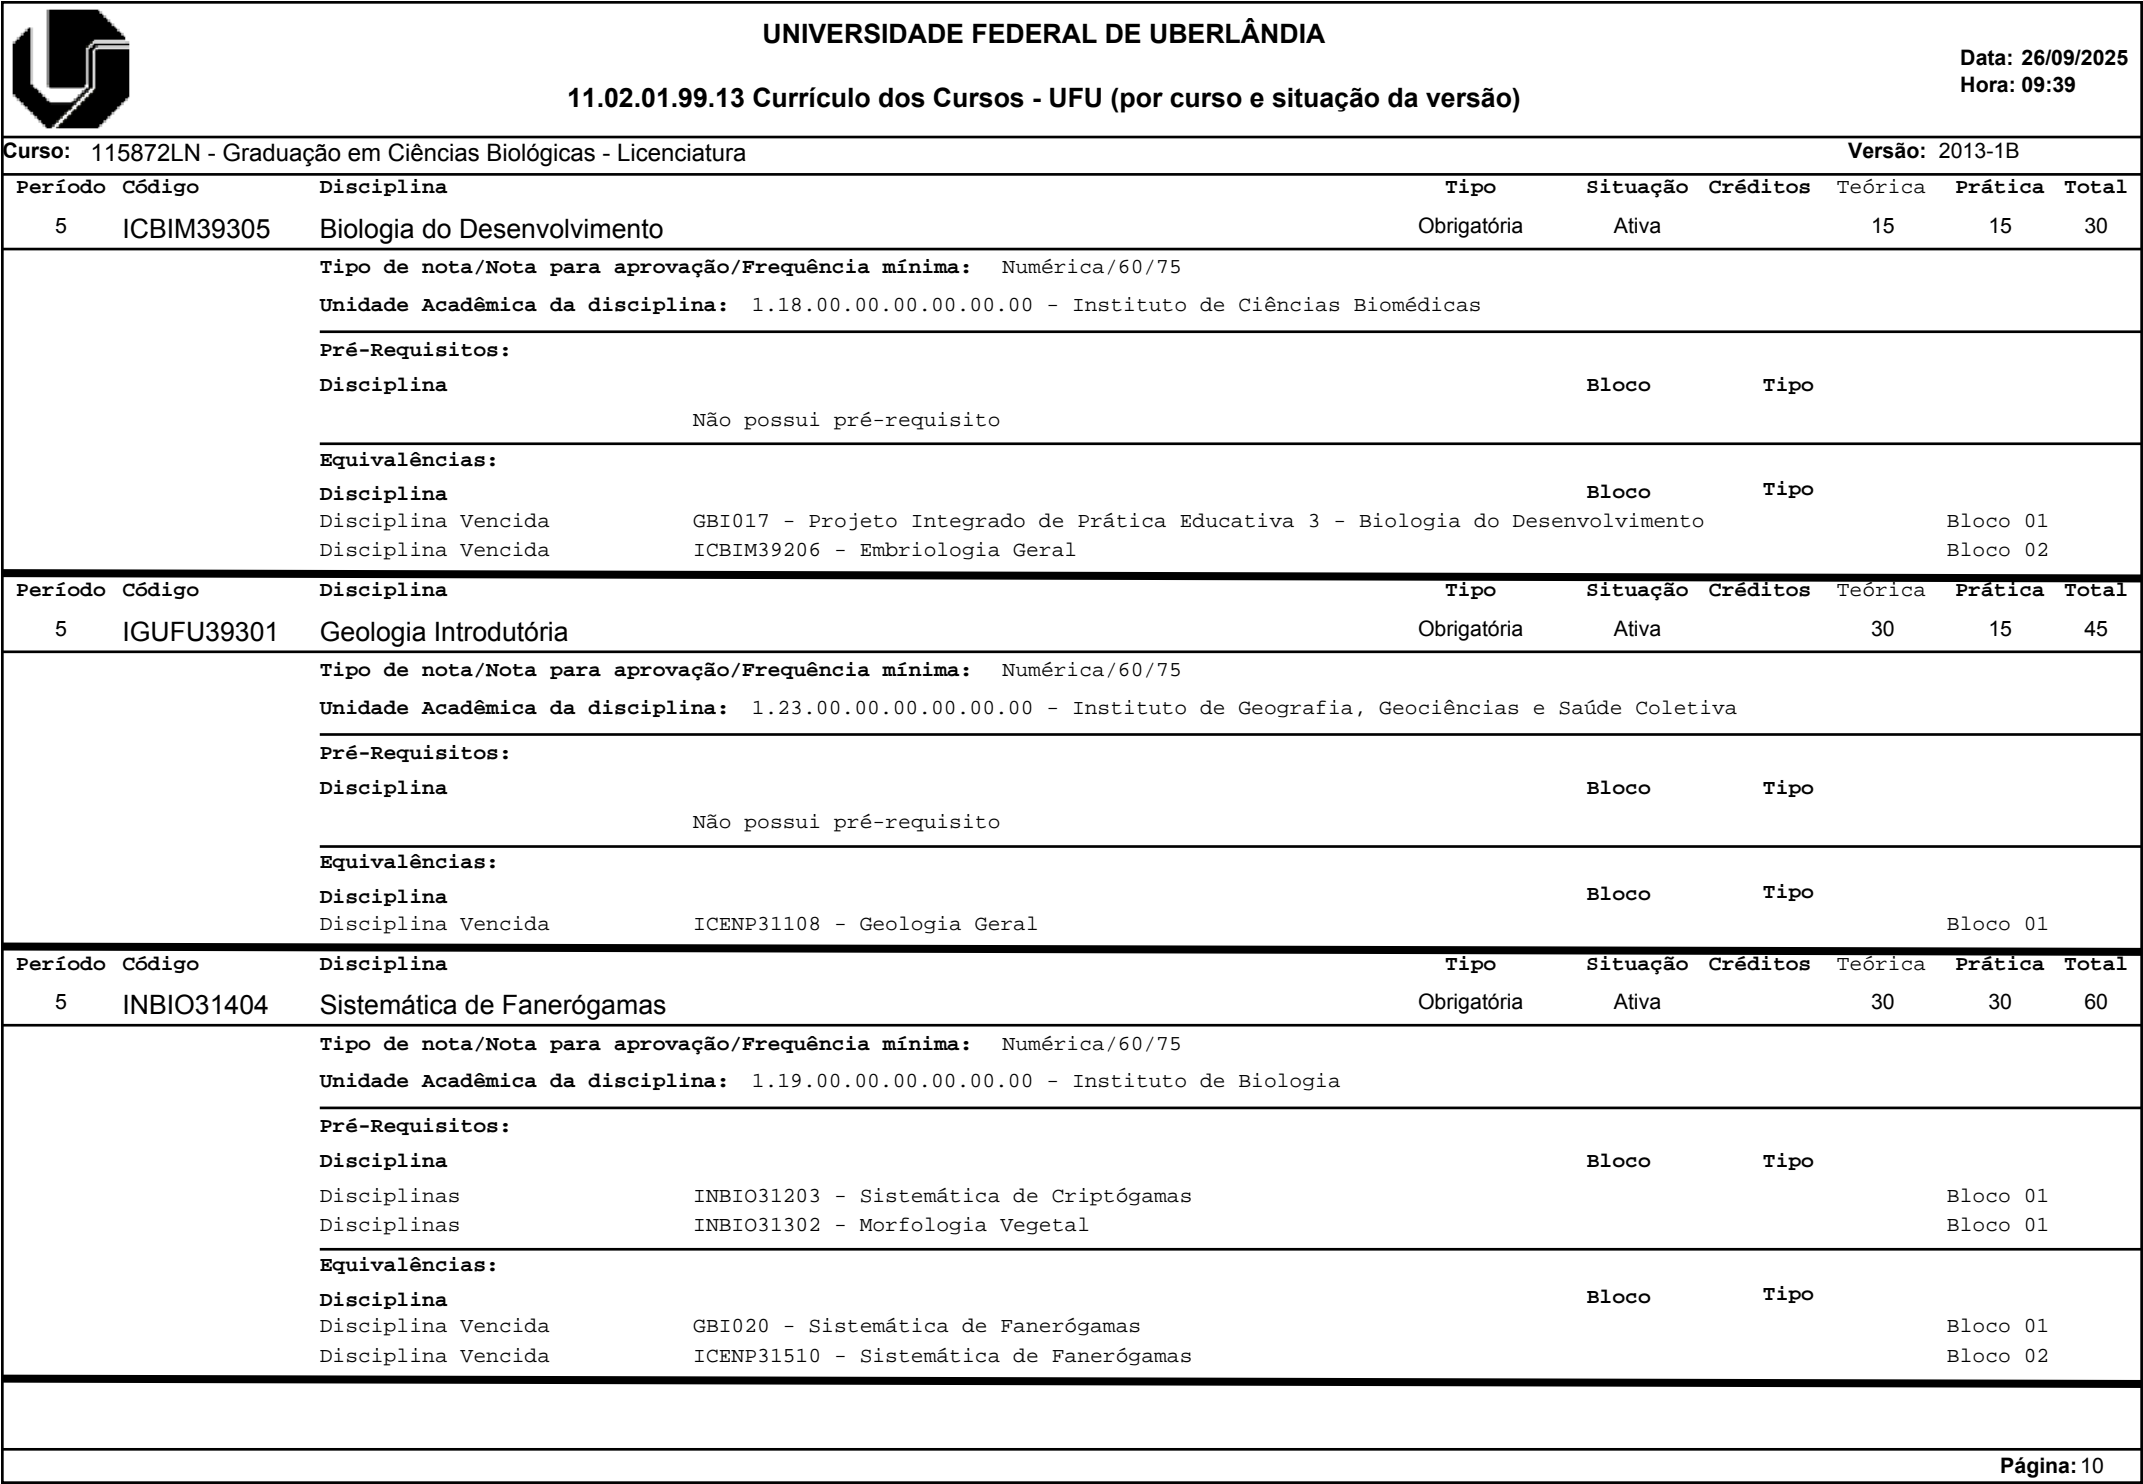 UNIVERSIDADE FEDERAL DE UBERLÂNDIA
Data: 26/09/2025
Hora: 09:39
11.02.01.99.13 Currículo dos Cursos - UFU (por curso e situação da versão)
Curso: 115872LN - Graduação em Ciências Biológicas - Licenciatura Versão: 2013-1B
Período Código Disciplina Tipo Situação Créditos Teórica Prática Total
5 ICBIM39305 Biologia do Desenvolvimento Obrigatória Ativa 15 15 30
Tipo de nota/Nota para aprovação/Frequência mínima: Numérica/60/75
Unidade Acadêmica da disciplina: 1.18.00.00.00.00.00.00 - Instituto de Ciências Biomédicas
Pré-Requisitos:
Disciplina Bloco Tipo
Não possui pré-requisito
Equivalências:
Disciplina Bloco Tipo
Disciplina Vencida GBI017 - Projeto Integrado de Prática Educativa 3 - Biologia do Desenvolvimento Bloco 01
Disciplina Vencida ICBIM39206 - Embriologia Geral Bloco 02
Período Código Disciplina Tipo Situação Créditos Teórica Prática Total
5 IGUFU39301 Geologia Introdutória Obrigatória Ativa 30 15 45
Tipo de nota/Nota para aprovação/Frequência mínima: Numérica/60/75
Unidade Acadêmica da disciplina: 1.23.00.00.00.00.00.00 - Instituto de Geografia, Geociências e Saúde Coletiva
Pré-Requisitos:
Disciplina Bloco Tipo
Não possui pré-requisito
Equivalências:
Disciplina Bloco Tipo
Disciplina Vencida ICENP31108 - Geologia Geral Bloco 01
Período Código Disciplina Tipo Situação Créditos Teórica Prática Total
5 INBIO31404 Sistemática de Fanerógamas Obrigatória Ativa 30 30 60
Tipo de nota/Nota para aprovação/Frequência mínima: Numérica/60/75
Unidade Acadêmica da disciplina: 1.19.00.00.00.00.00.00 - Instituto de Biologia
Pré-Requisitos:
Disciplina Bloco Tipo
Disciplinas INBIO31203 - Sistemática de Criptógamas Bloco 01
Disciplinas INBIO31302 - Morfologia Vegetal Bloco 01
Equivalências:
Disciplina Bloco Tipo
Disciplina Vencida GBI020 - Sistemática de Fanerógamas Bloco 01
Disciplina Vencida ICENP31510 - Sistemática de Fanerógamas Bloco 02
Página: 10